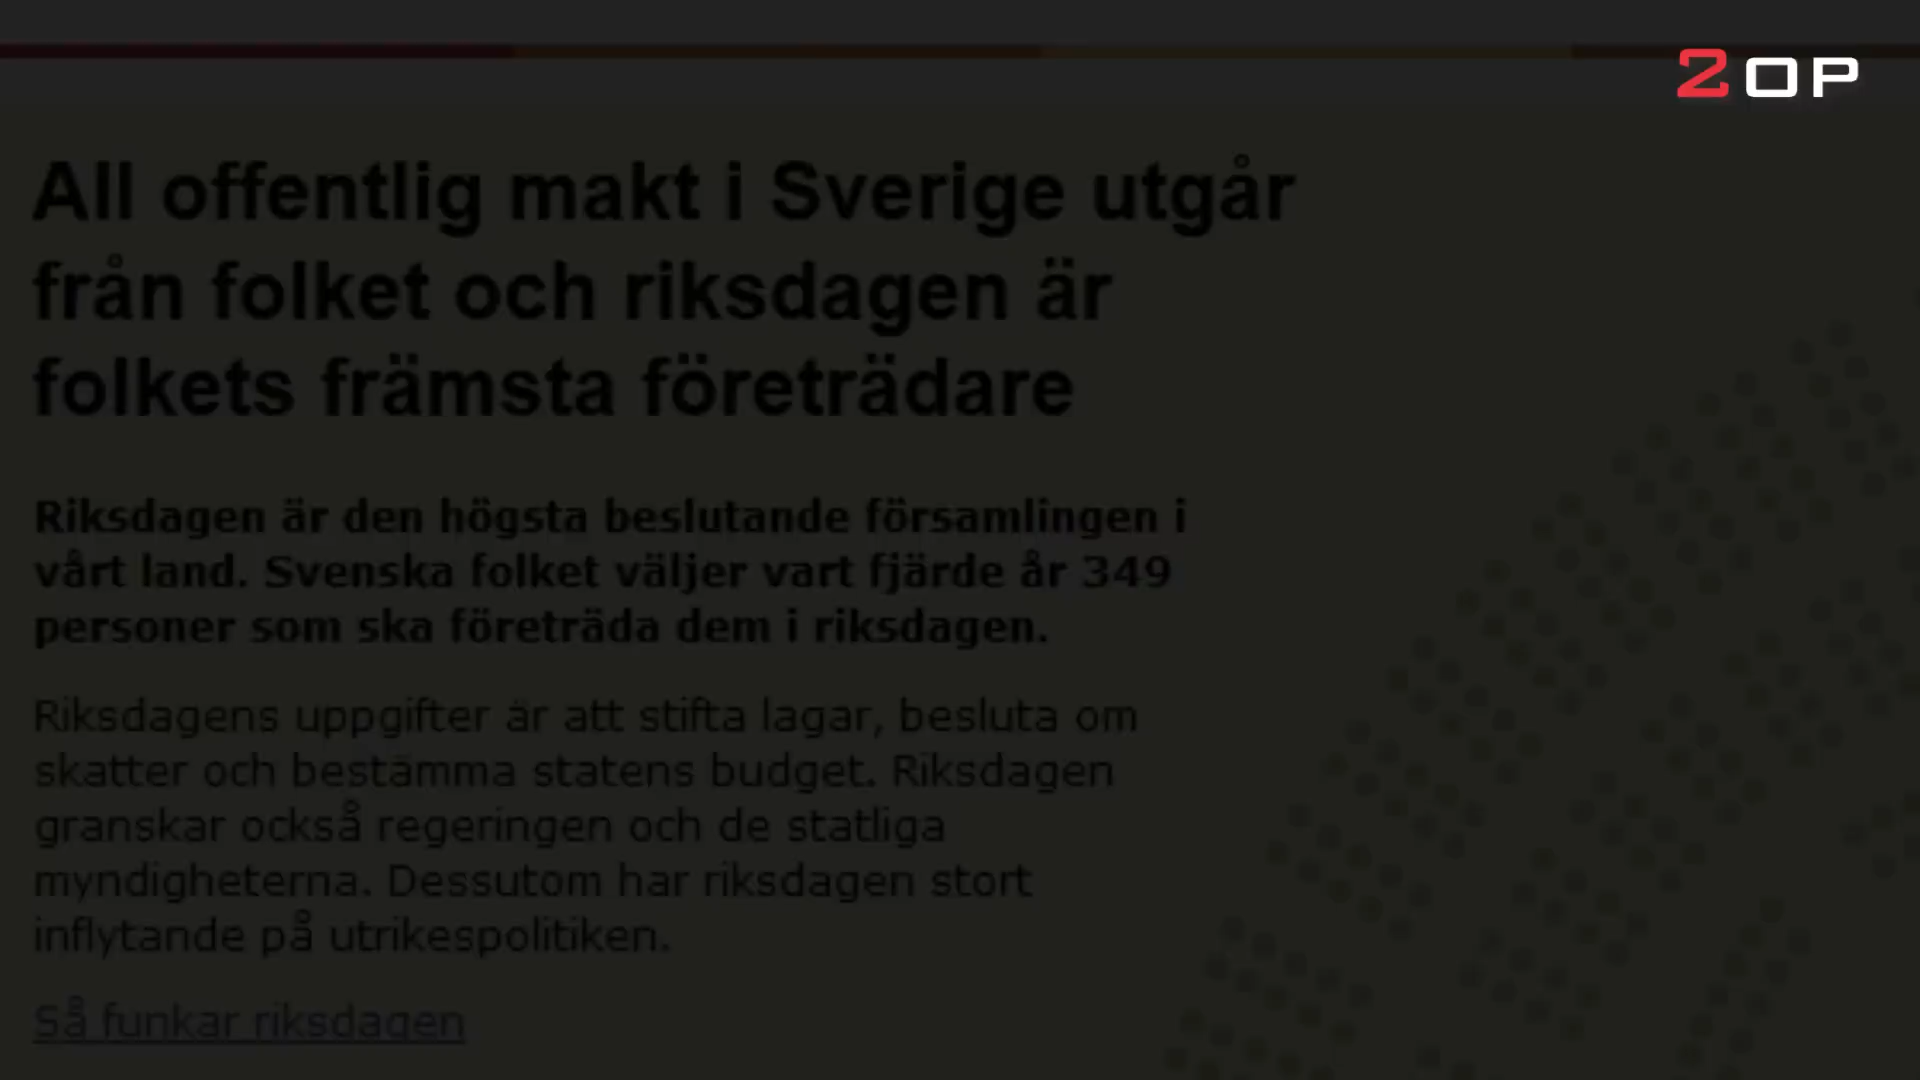 2OP
All offentlig makt i Sverige utgår
från folket och riksdagen är
folkets främsta företrädare
Riksdagen är den högsta beslutande församlingen i
vårt land. Svenska folket väljer vart fjärde år 349
personer som ska företräda dem i riksdagen.
Riksdagens uppgifter är att stifta lagar, besluta om
skatter och bestämma statens budget. Riksdagen
granskar också regeringen och de statliga
myndigheterna. Dessutom har riksdagen stort
inflytande på utrikespolitiken.
Så funkar riksdagen